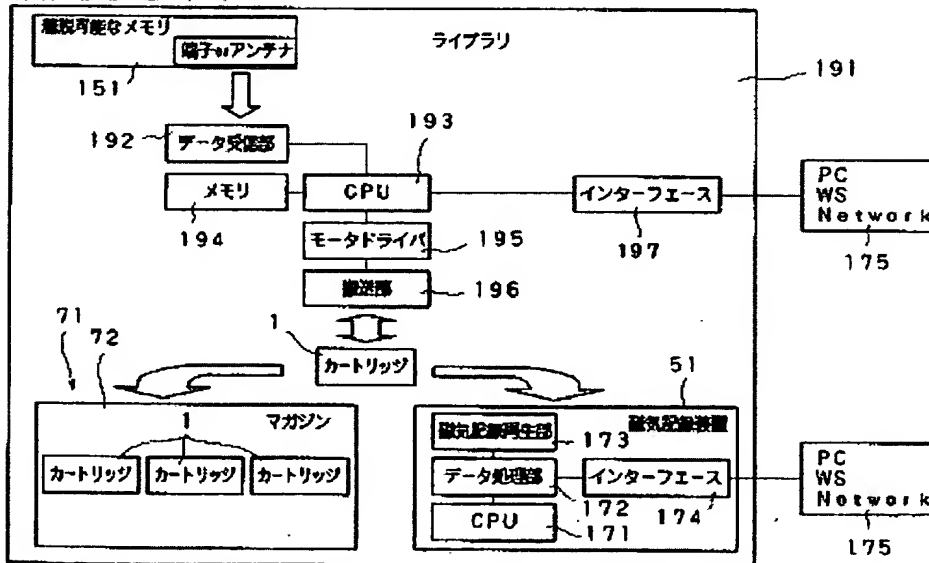 着脱可能なメモリ
端子orアンテナ
ライブラリ
151
191
192
データ受信部
193
メモリ
CPU
インターフェース
PC
WS
Network
194
モータドライバ
195
197
175
搬送部
196
71
72
1
カートリッジ
51
1
マガジン
磁気記録装置
磁気記録再生部
173
カートリッジ
カートリッジ
カートリッジ
データ処理部
インターフェース
PC
WS
Network
172
174
CPU
171
175